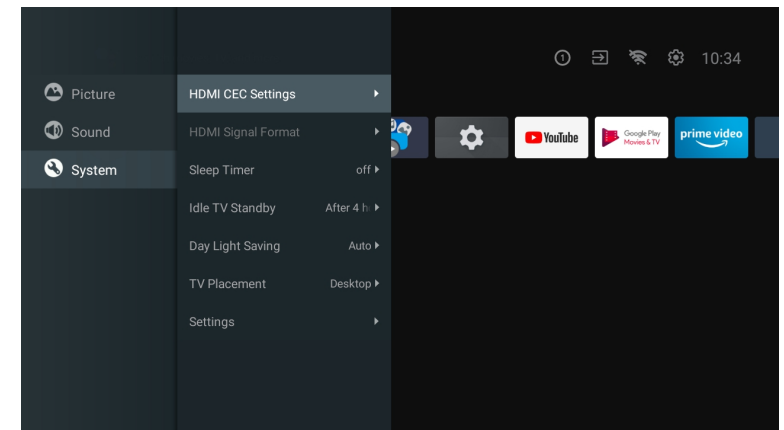 1
10:34
Picture
Sound
System
HDMI CEC Settings
HDMI Signal Format
Sleep Timer off
Idle TV Standby After 4 h
Day Light Saving Auto
TV Placement Desktop
Settings
YouTube
Google Play
Movies & TV
prime video